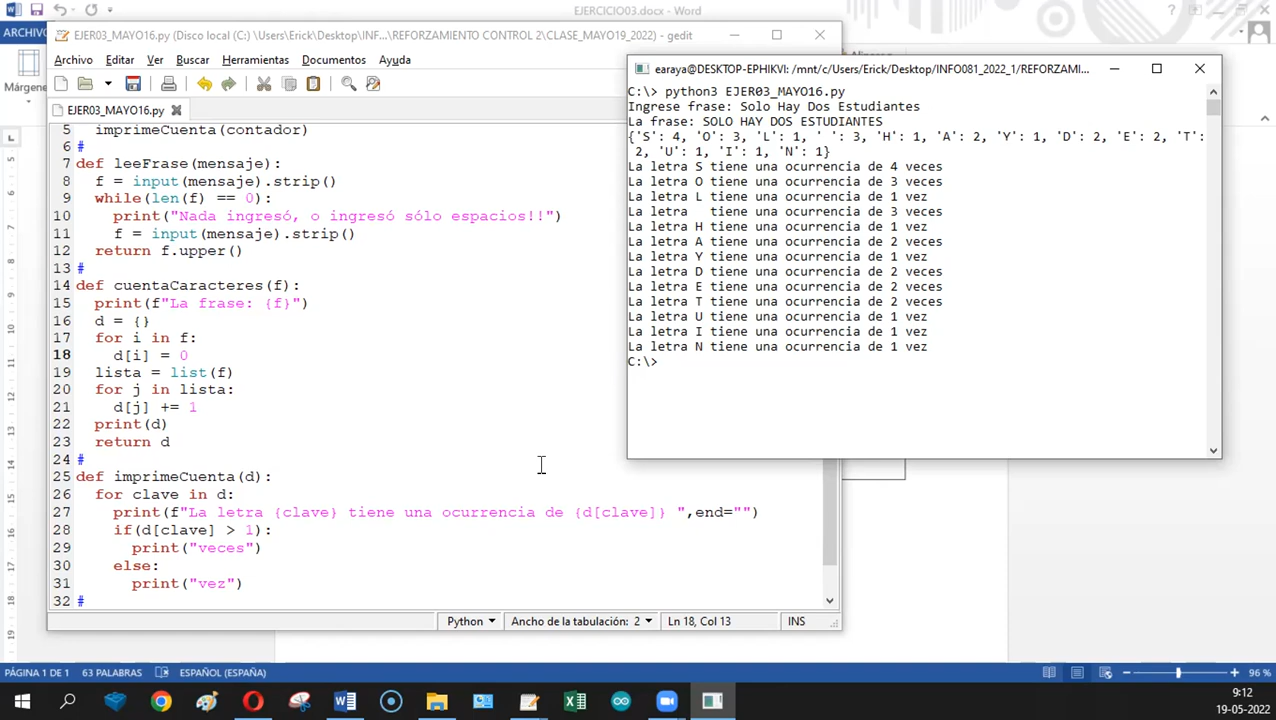 EJERCICIO03.docx - Word
ARCHIVO
Márgene
EJER03_MAYO16.py (Disco local (C:) \Users\Erick\Desktop\INF...\REFORZAMIENTO CONTROL 2\CLASE_MAYO19_2022) - gedit
Archivo Editar Ver Buscar Herramientas Documentos Ayuda
EJER03_MAYO16.py
5 imprimeCuenta(contador)
6 #
7 def leeFrase(mensaje):
8 f = input(mensaje).strip()
9 while(len(f) == 0):
10 print("Nada ingresó, o ingresó sólo espacios!!")
11 f = input(mensaje).strip()
12 return f.upper()
13 #
14 def cuentaCaracteres(f):
15 print(f"La frase: {f}")
16 d = {}
17 for i in f:
18 d[i] = 0
19 lista = list(f)
20 for j in lista:
21 d[j] += 1
22 print(d)
23 return d
24 #
25 def imprimeCuenta(d):
26 for clave in d:
27 print(f"La letra {clave} tiene una ocurrencia de {d[clave]} ",end="")
28 if(d[clave] > 1):
29 print("veces")
30 else:
31 print("vez")
32 #
Python Ancho de la tabulación: 2 Ln 18, Col 13 INS
earaya@DESKTOP-EPHIKVI: /mnt/c/Users/Erick/Desktop/INFO081_2022_1/REFORZAMI...
C:\> python3 EJER03_MAYO16.py
Ingrese frase: Solo Hay Dos Estudiantes
La frase: SOLO HAY DOS ESTUDIANTES
{'S': 4, 'O': 3, 'L': 1, ' ': 3, 'H': 1, 'A': 2, 'Y': 1, 'D': 2, 'E': 2, 'T':
2, 'U': 1, 'I': 1, 'N': 1}
La letra S tiene una ocurrencia de 4 veces
La letra O tiene una ocurrencia de 3 veces
La letra L tiene una ocurrencia de 1 vez
La letra   tiene una ocurrencia de 3 veces
La letra H tiene una ocurrencia de 1 vez
La letra A tiene una ocurrencia de 2 veces
La letra Y tiene una ocurrencia de 1 vez
La letra D tiene una ocurrencia de 2 veces
La letra E tiene una ocurrencia de 2 veces
La letra T tiene una ocurrencia de 2 veces
La letra U tiene una ocurrencia de 1 vez
La letra I tiene una ocurrencia de 1 vez
La letra N tiene una ocurrencia de 1 vez
C:\>
PÁGINA 1 DE 1 63 PALABRAS ESPAÑOL (ESPAÑA) 96 %
9:12
19-05-2022